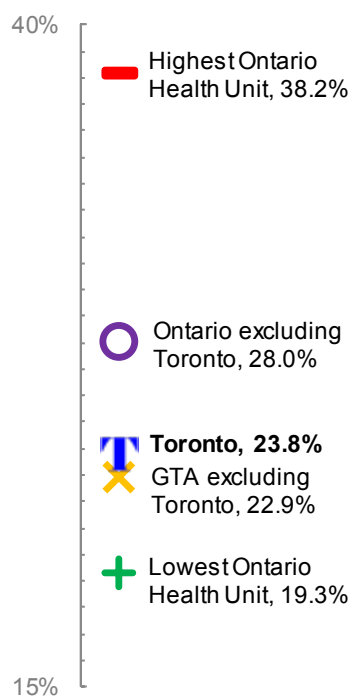 40%
Highest Ontario
Health Unit, 38.2%
Ontario excluding
Toronto, 28.0%
T
Toronto, 23.8%
GTA excluding
Toronto, 22.9%
Lowest Ontario
Health Unit, 19.3%
15%